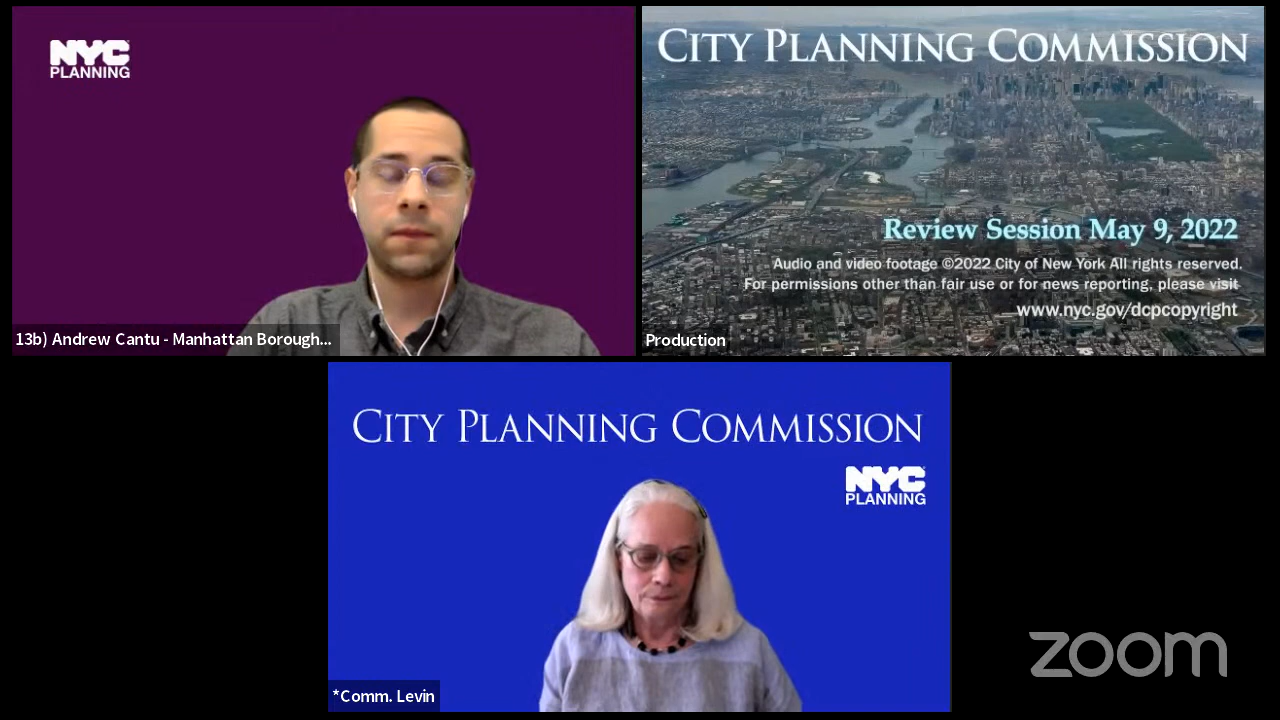 NYC
PLANNING
13b) Andrew Cantu - Manhattan Borough...
CITY PLANNING COMMISSION
Review Session May 9, 2022
Audio and video footage ©2022 City of New York All rights reserved.
For permissions other than fair use or for news reporting, please visit
www.nyc.gov/dcpcopyright
Production
CITY PLANNING COMMISSION
NYC
PLANNING
*Comm. Levin
zoom